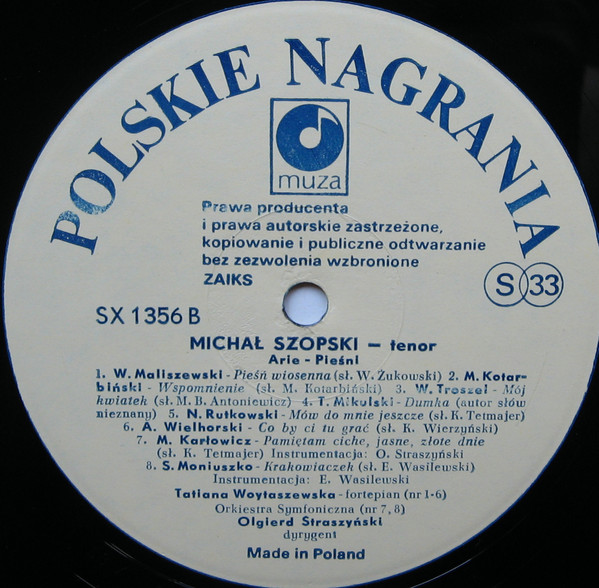 POLSKIE NAGRANIA
muza
Prawa producenta
i prawa autorskie zastrzeżone,
kopiowanie i publiczne odtwarzanie
bez zezwolenia wzbronione
ZAIKS
S 33
SX 1356 B
MICHAŁ SZOPSKI – tenor
Arie - Pieśni
1. W. Maliszewski - Pieśń wiosenna (sł. W. Żukowski) 2. M. Kotar-
biński - Wspomnienie (sł. M. Kotarbiński) 3. W. Troszel - Mój
kwiatek (sł. M. B. Antoniewicz) 4. T. Mikulski - Dumka (autor słów
nieznany) 5. N. Rutkowski - Mów do mnie jeszcze (sł. K. Tetmajer)
6. A. Wielhorski - Co by ci tu grać (sł. K. Wierzyński)
7. M. Karłowicz - Pamiętam ciche, jasne, złote dnie
(sł. K. Tetmajer) Instrumentacja: O. Straszyński
8. S. Moniuszko - Krakowiaczek (sł. E. Wasilewski)
Instrumentacja: E. Wasilewski
Tatiana Woytaszewska - fortepian (nr 1-6)
Orkiestra Symfoniczna (nr 7, 8)
Olgierd Straszyński
dyrygent
Made in Poland